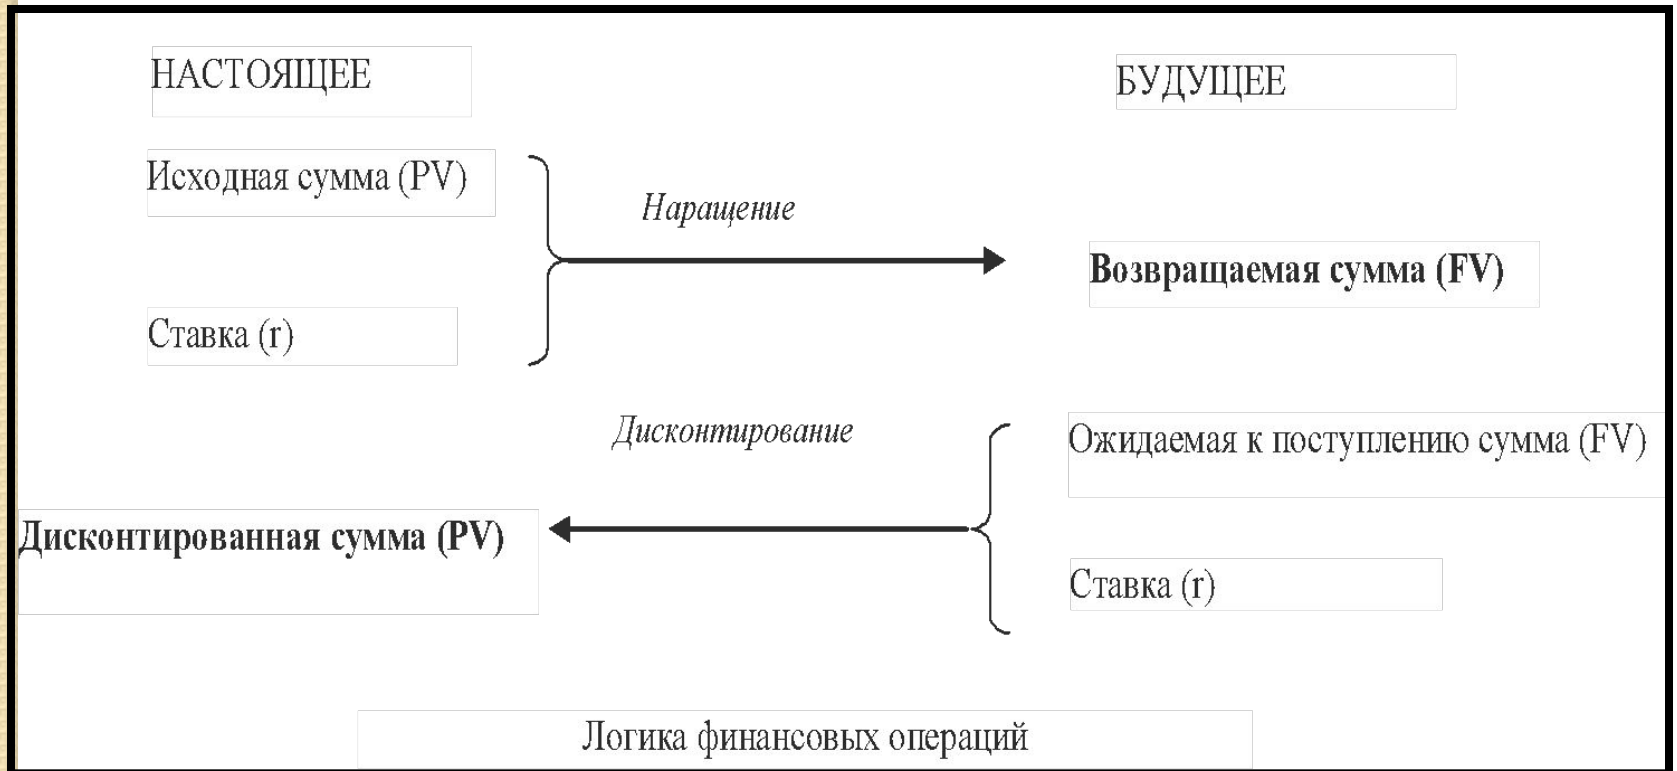 НАСТОЯЩЕЕ
БУДУЩЕЕ
Исходная сумма (PV)
Наращение
Возвращаемая сумма (FV)
Ставка (r)
Дисконтирование
Ожидаемая к поступлению сумма (FV)
Дисконтированная сумма (PV)
Ставка (r)
Логика финансовых операций